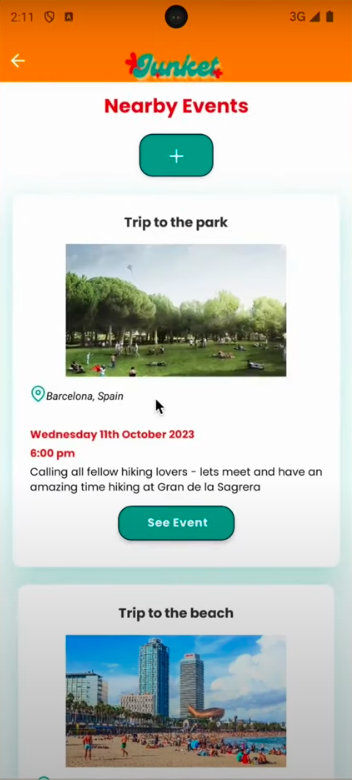 2:11
3G
Junket
Nearby Events
+
Trip to the park
Barcelona, Spain
Wednesday 11th October 2023
6:00 pm
Calling all fellow hiking lovers - lets meet and have an
amazing time hiking at Gran de la Sagrera
See Event
Trip to the beach